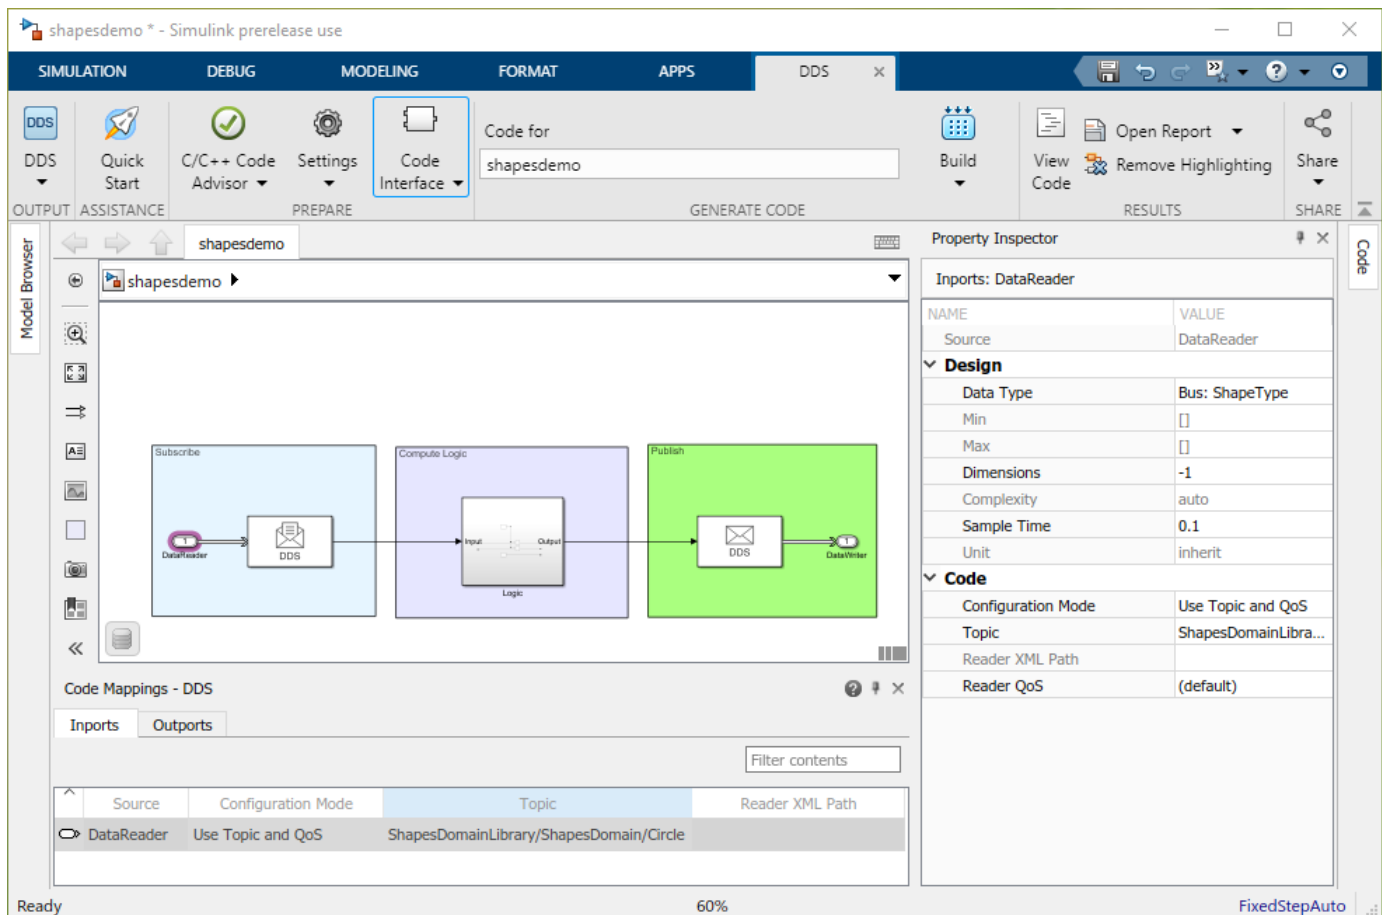 shapesdemo * - Simulink prerelease use
SIMULATION DEBUG MODELING FORMAT APPS DDS
DDS
DDS
Quick Start
C/C++ Code Advisor
Settings
Code Interface
Code for
shapesdemo
Build
View Code
Open Report
Remove Highlighting
Share
OUTPUT ASSISTANCE PREPARE GENERATE CODE RESULTS SHARE
Model Browser
shapesdemo
shapesdemo
Subscribe
1
DataReader
DDS
Compute Logic
Input
Output
Logic
Publish
DDS
1
DataWriter
Code Mappings - DDS
Inports Outports
Filter contents
Source Configuration Mode Topic Reader XML Path
DataReader Use Topic and QoS ShapesDomainLibrary/ShapesDomain/Circle
Property Inspector
Inports: DataReader
NAME VALUE
Source DataReader
Design
Data Type Bus: ShapeType
Min []
Max []
Dimensions -1
Complexity auto
Sample Time 0.1
Unit inherit
Code
Configuration Mode Use Topic and QoS
Topic ShapesDomainLibra...
Reader XML Path
Reader QoS (default)
Code
Ready 60% FixedStepAuto